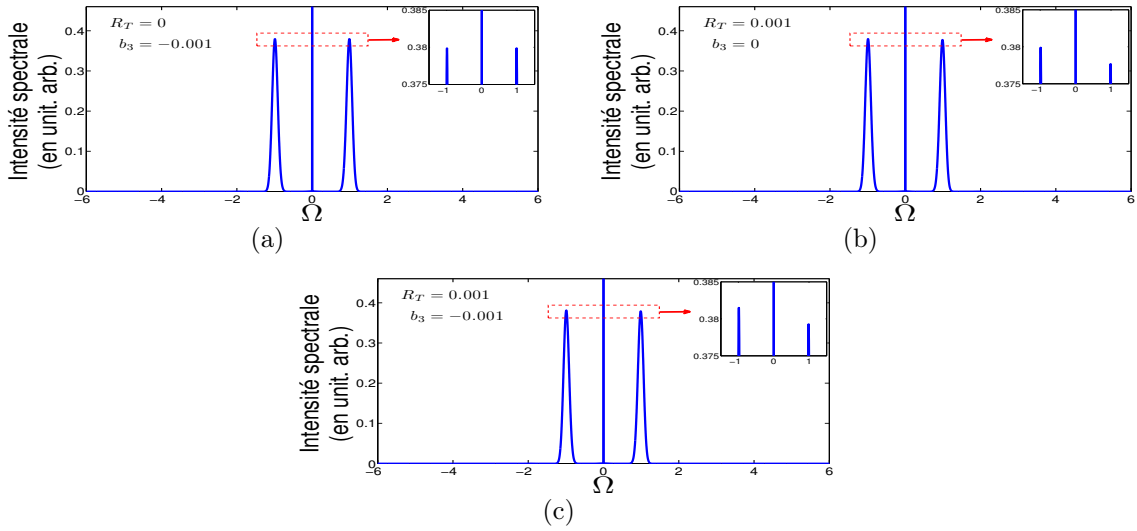 R_T = 0
b_3 = −0.001
Intensité spectrale
(en unit. arb.)
0.4
0.3
0.2
0.1
0
−6 −4 −2 0 2 4 6
Ω
0.385
0.38
0.375
−1 0 1
(a)
R_T = 0.001
b_3 = 0
Intensité spectrale
(en unit. arb.)
0.4
0.3
0.2
0.1
0
−6 −4 −2 0 2 4 6
Ω
0.385
0.38
0.375
−1 0 1
(b)
R_T = 0.001
b_3 = −0.001
Intensité spectrale
(en unit. arb.)
0.4
0.3
0.2
0.1
0
−6 −4 −2 0 2 4 6
Ω
0.385
0.38
0.375
−1 0 1
(c)